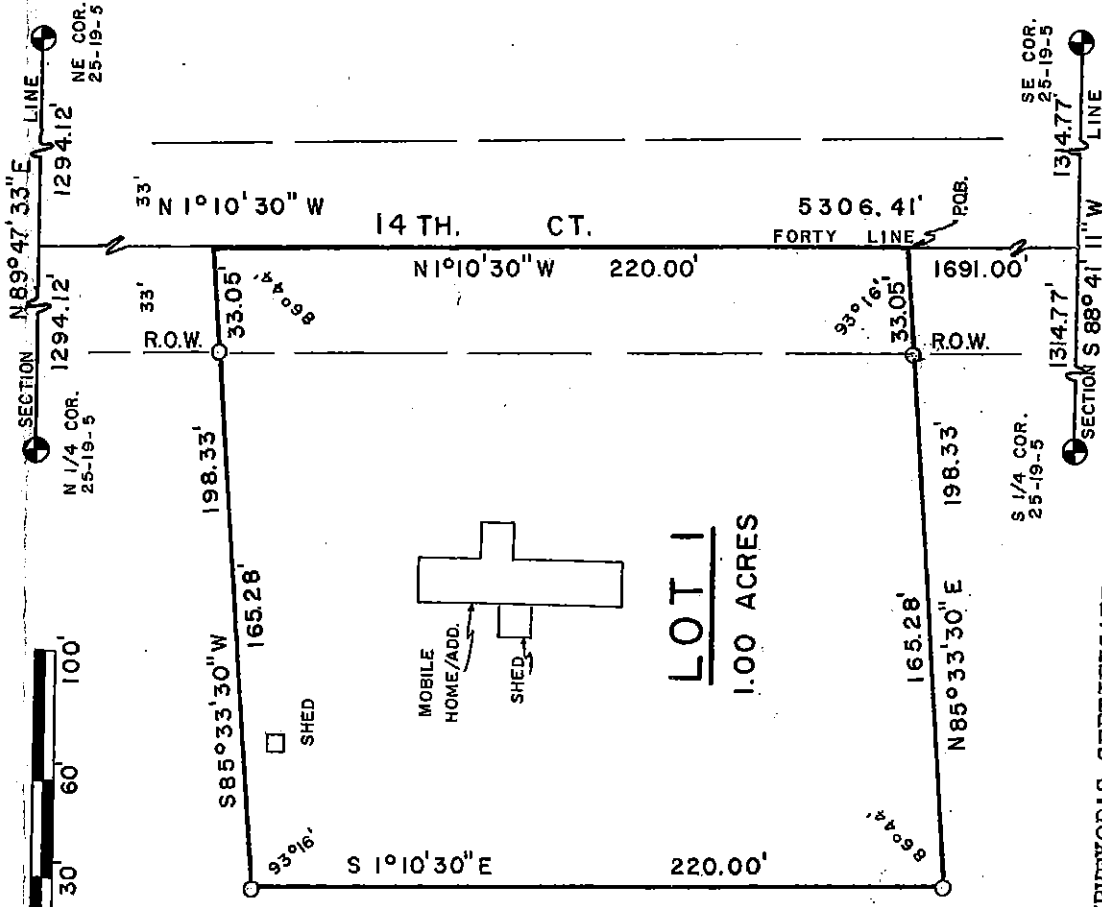 NE COR.
25-19-5
SECTION N89°47'33"E LINE
1294.12' 1294.12'
N 1/4 COR.
25-19-5
33' N 1°10'30" W 5306.41'
14 TH. CT.
FORTY LINE
P.O.B.
N1°10'30"W 220.00' 1691.00'
33'
R.O.W.
33.05'
86°44'
93°16'
33.05'
R.O.W.
SE COR.
25-19-5
1314.77' 1314.77'
SECTION S 88°41'11" W LINE
S 1/4 COR.
25-19-5
198.33'
S85°33'30"W
165.28'
SHED
MOBILE
HOME/ADD.
SHED
LOT 1
1.00 ACRES
198.33'
165.28'
N85°33'30"E
93°16'
86°44'
S 1°10'30"E 220.00'
30' 60' 100'